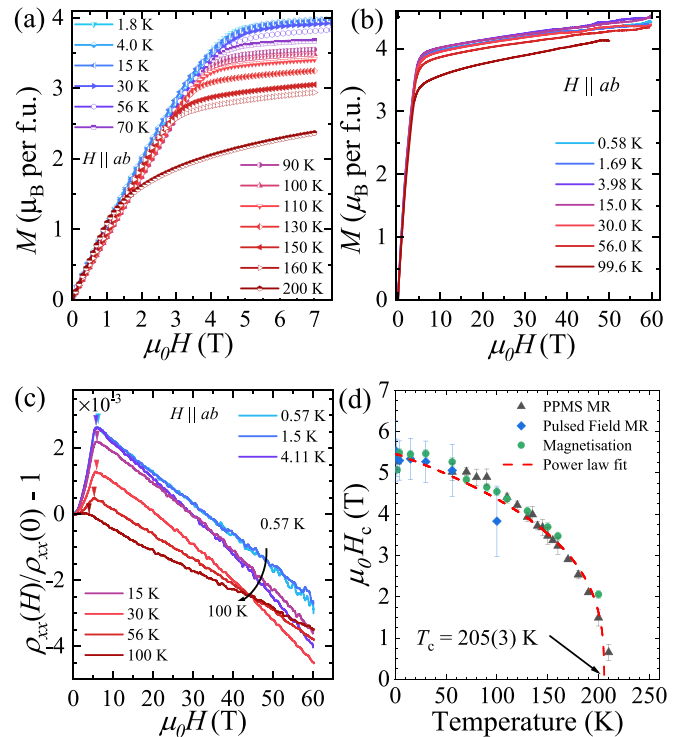 (a)
1.8 K
4.0 K
15 K
30 K
56 K
70 K
H || ab
90 K
100 K
110 K
130 K
150 K
160 K
200 K
M (μB per f.u.)
4
3
2
1
0
0 1 2 3 4 5 6 7
μ0H (T)
(b)
H || ab
0.58 K
1.69 K
3.98 K
15.0 K
30.0 K
56.0 K
99.6 K
M (μB per f.u.)
4
3
2
1
0
0 10 20 30 40 50 60
μ0H (T)
(c)
×10⁻³
H || ab
0.57 K
1.5 K
4.11 K
0.57 K
100 K
15 K
30 K
56 K
100 K
ρxx(H)/ρxx(0) - 1
2
0
-2
-4
0 10 20 30 40 50 60
μ0H (T)
(d)
PPMS MR
Pulsed Field MR
Magnetisation
Power law fit
Tc = 205(3) K
μ0Hc (T)
7
6
5
4
3
2
1
0
0 50 100 150 200 250
Temperature (K)